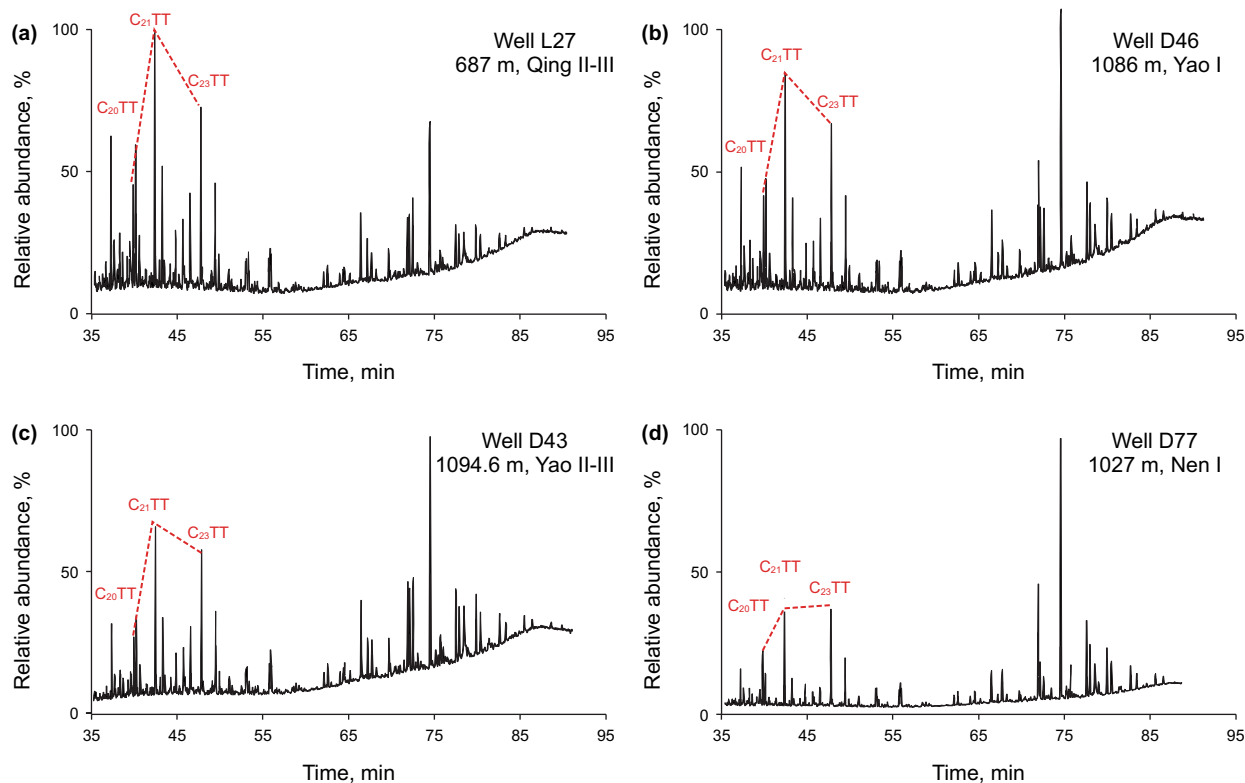 (a)
Well L27
687 m, Qing II-III
C₂₁TT
C₂₃TT
C₂₀TT
Relative abundance, %
100
50
0
35 45 55 65 75 85 95
Time, min
(b)
Well D46
1086 m, Yao I
C₂₁TT
C₂₃TT
C₂₀TT
Relative abundance, %
100
50
0
35 45 55 65 75 85 95
Time, min
(c)
Well D43
1094.6 m, Yao II-III
C₂₁TT
C₂₃TT
C₂₀TT
Relative abundance, %
100
50
0
35 45 55 65 75 85 95
Time, min
(d)
Well D77
1027 m, Nen I
C₂₁TT
C₂₃TT
C₂₀TT
Relative abundance, %
100
50
0
35 45 55 65 75 85 95
Time, min